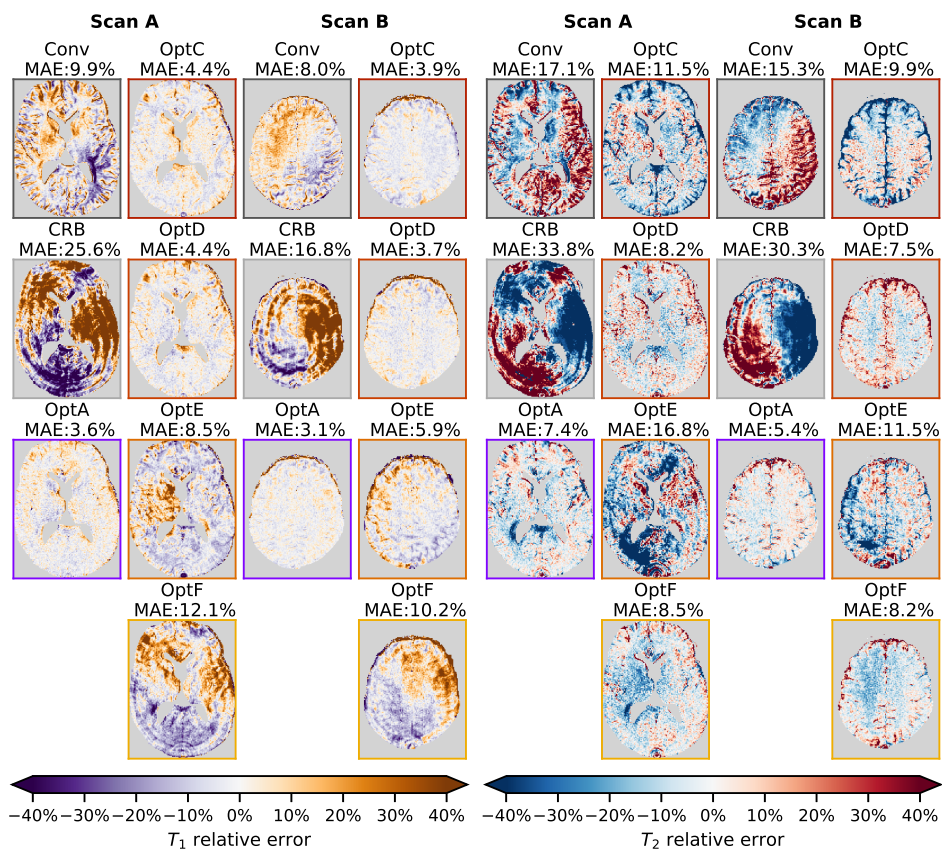 Scan A Scan B Scan A Scan B
Conv OptC Conv OptC Conv OptC Conv OptC
MAE:9.9% MAE:4.4% MAE:8.0% MAE:3.9% MAE:17.1% MAE:11.5% MAE:15.3% MAE:9.9%
CRB OptD CRB OptD CRB OptD CRB OptD
MAE:25.6% MAE:4.4% MAE:16.8% MAE:3.7% MAE:33.8% MAE:8.2% MAE:30.3% MAE:7.5%
OptA OptE OptA OptE OptA OptE OptA OptE
MAE:3.6% MAE:8.5% MAE:3.1% MAE:5.9% MAE:7.4% MAE:16.8% MAE:5.4% MAE:11.5%
OptF OptF OptF OptF
MAE:12.1% MAE:10.2% MAE:8.5% MAE:8.2%
−40% −30% −20% −10% 0% 10% 20% 30% 40% −40% −30% −20% −10% 0% 10% 20% 30% 40%
T₁ relative error T₂ relative error